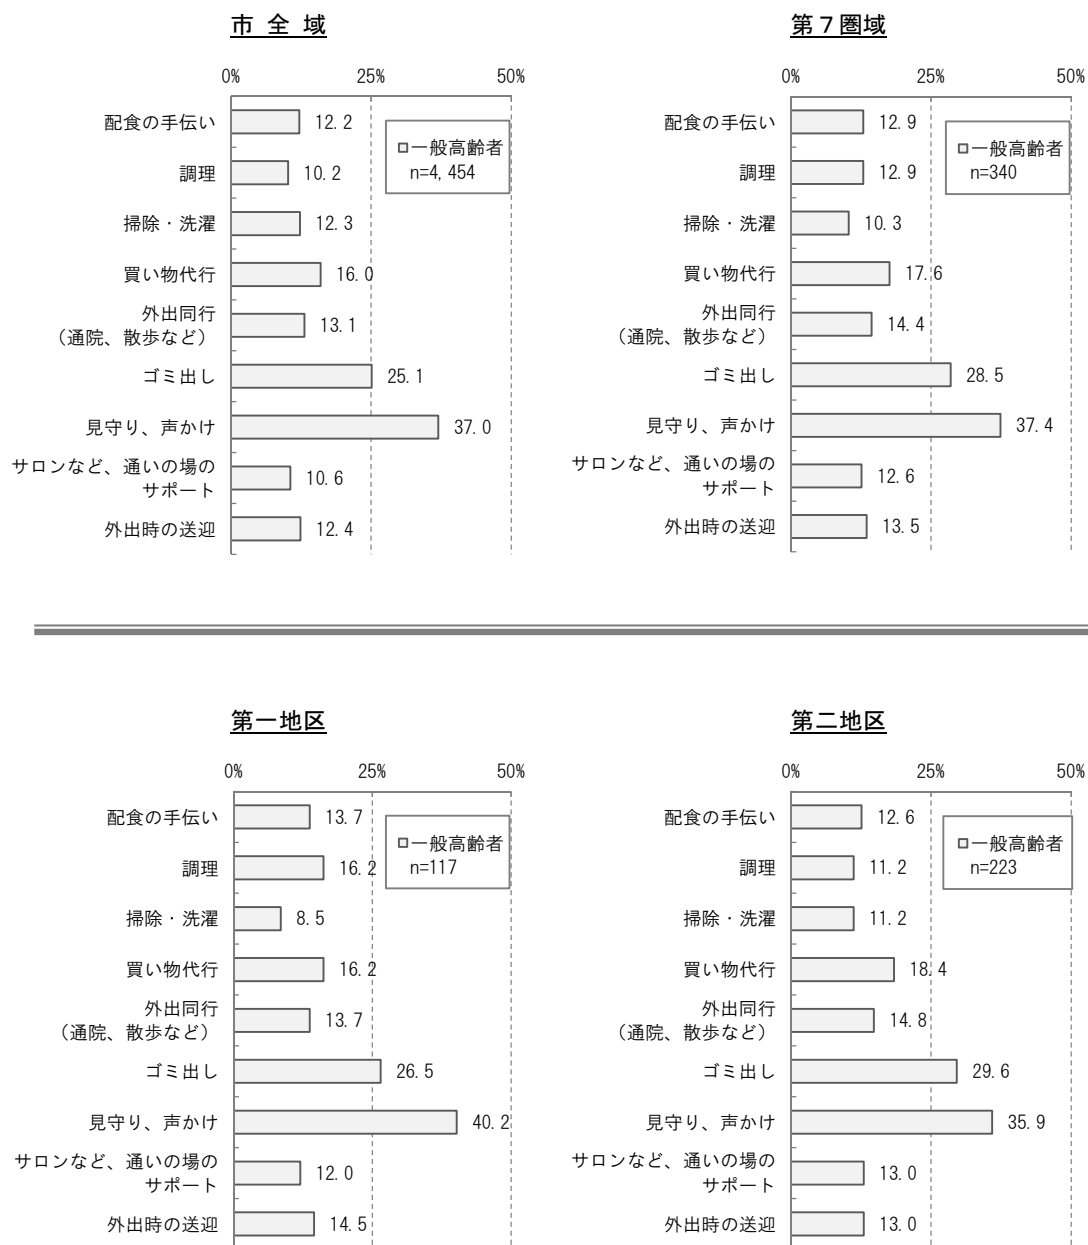 市 全 域
0% 25% 50%
一般高齢者
n=4,454
配食の手伝い 12.2
調理 10.2
掃除・洗濯 12.3
買い物代行 16.0
外出同行
（通院、散歩など） 13.1
ゴミ出し 25.1
見守り、声かけ 37.0
サロンなど、通いの場の
サポート 10.6
外出時の送迎 12.4
第７圏域
0% 25% 50%
一般高齢者
n=340
配食の手伝い 12.9
調理 12.9
掃除・洗濯 10.3
買い物代行 17.6
外出同行
（通院、散歩など） 14.4
ゴミ出し 28.5
見守り、声かけ 37.4
サロンなど、通いの場の
サポート 12.6
外出時の送迎 13.5
第一地区
0% 25% 50%
一般高齢者
n=117
配食の手伝い 13.7
調理 16.2
掃除・洗濯 8.5
買い物代行 16.2
外出同行
（通院、散歩など） 13.7
ゴミ出し 26.5
見守り、声かけ 40.2
サロンなど、通いの場の
サポート 12.0
外出時の送迎 14.5
第二地区
0% 25% 50%
一般高齢者
n=223
配食の手伝い 12.6
調理 11.2
掃除・洗濯 11.2
買い物代行 18.4
外出同行
（通院、散歩など） 14.8
ゴミ出し 29.6
見守り、声かけ 35.9
サロンなど、通いの場の
サポート 13.0
外出時の送迎 13.0